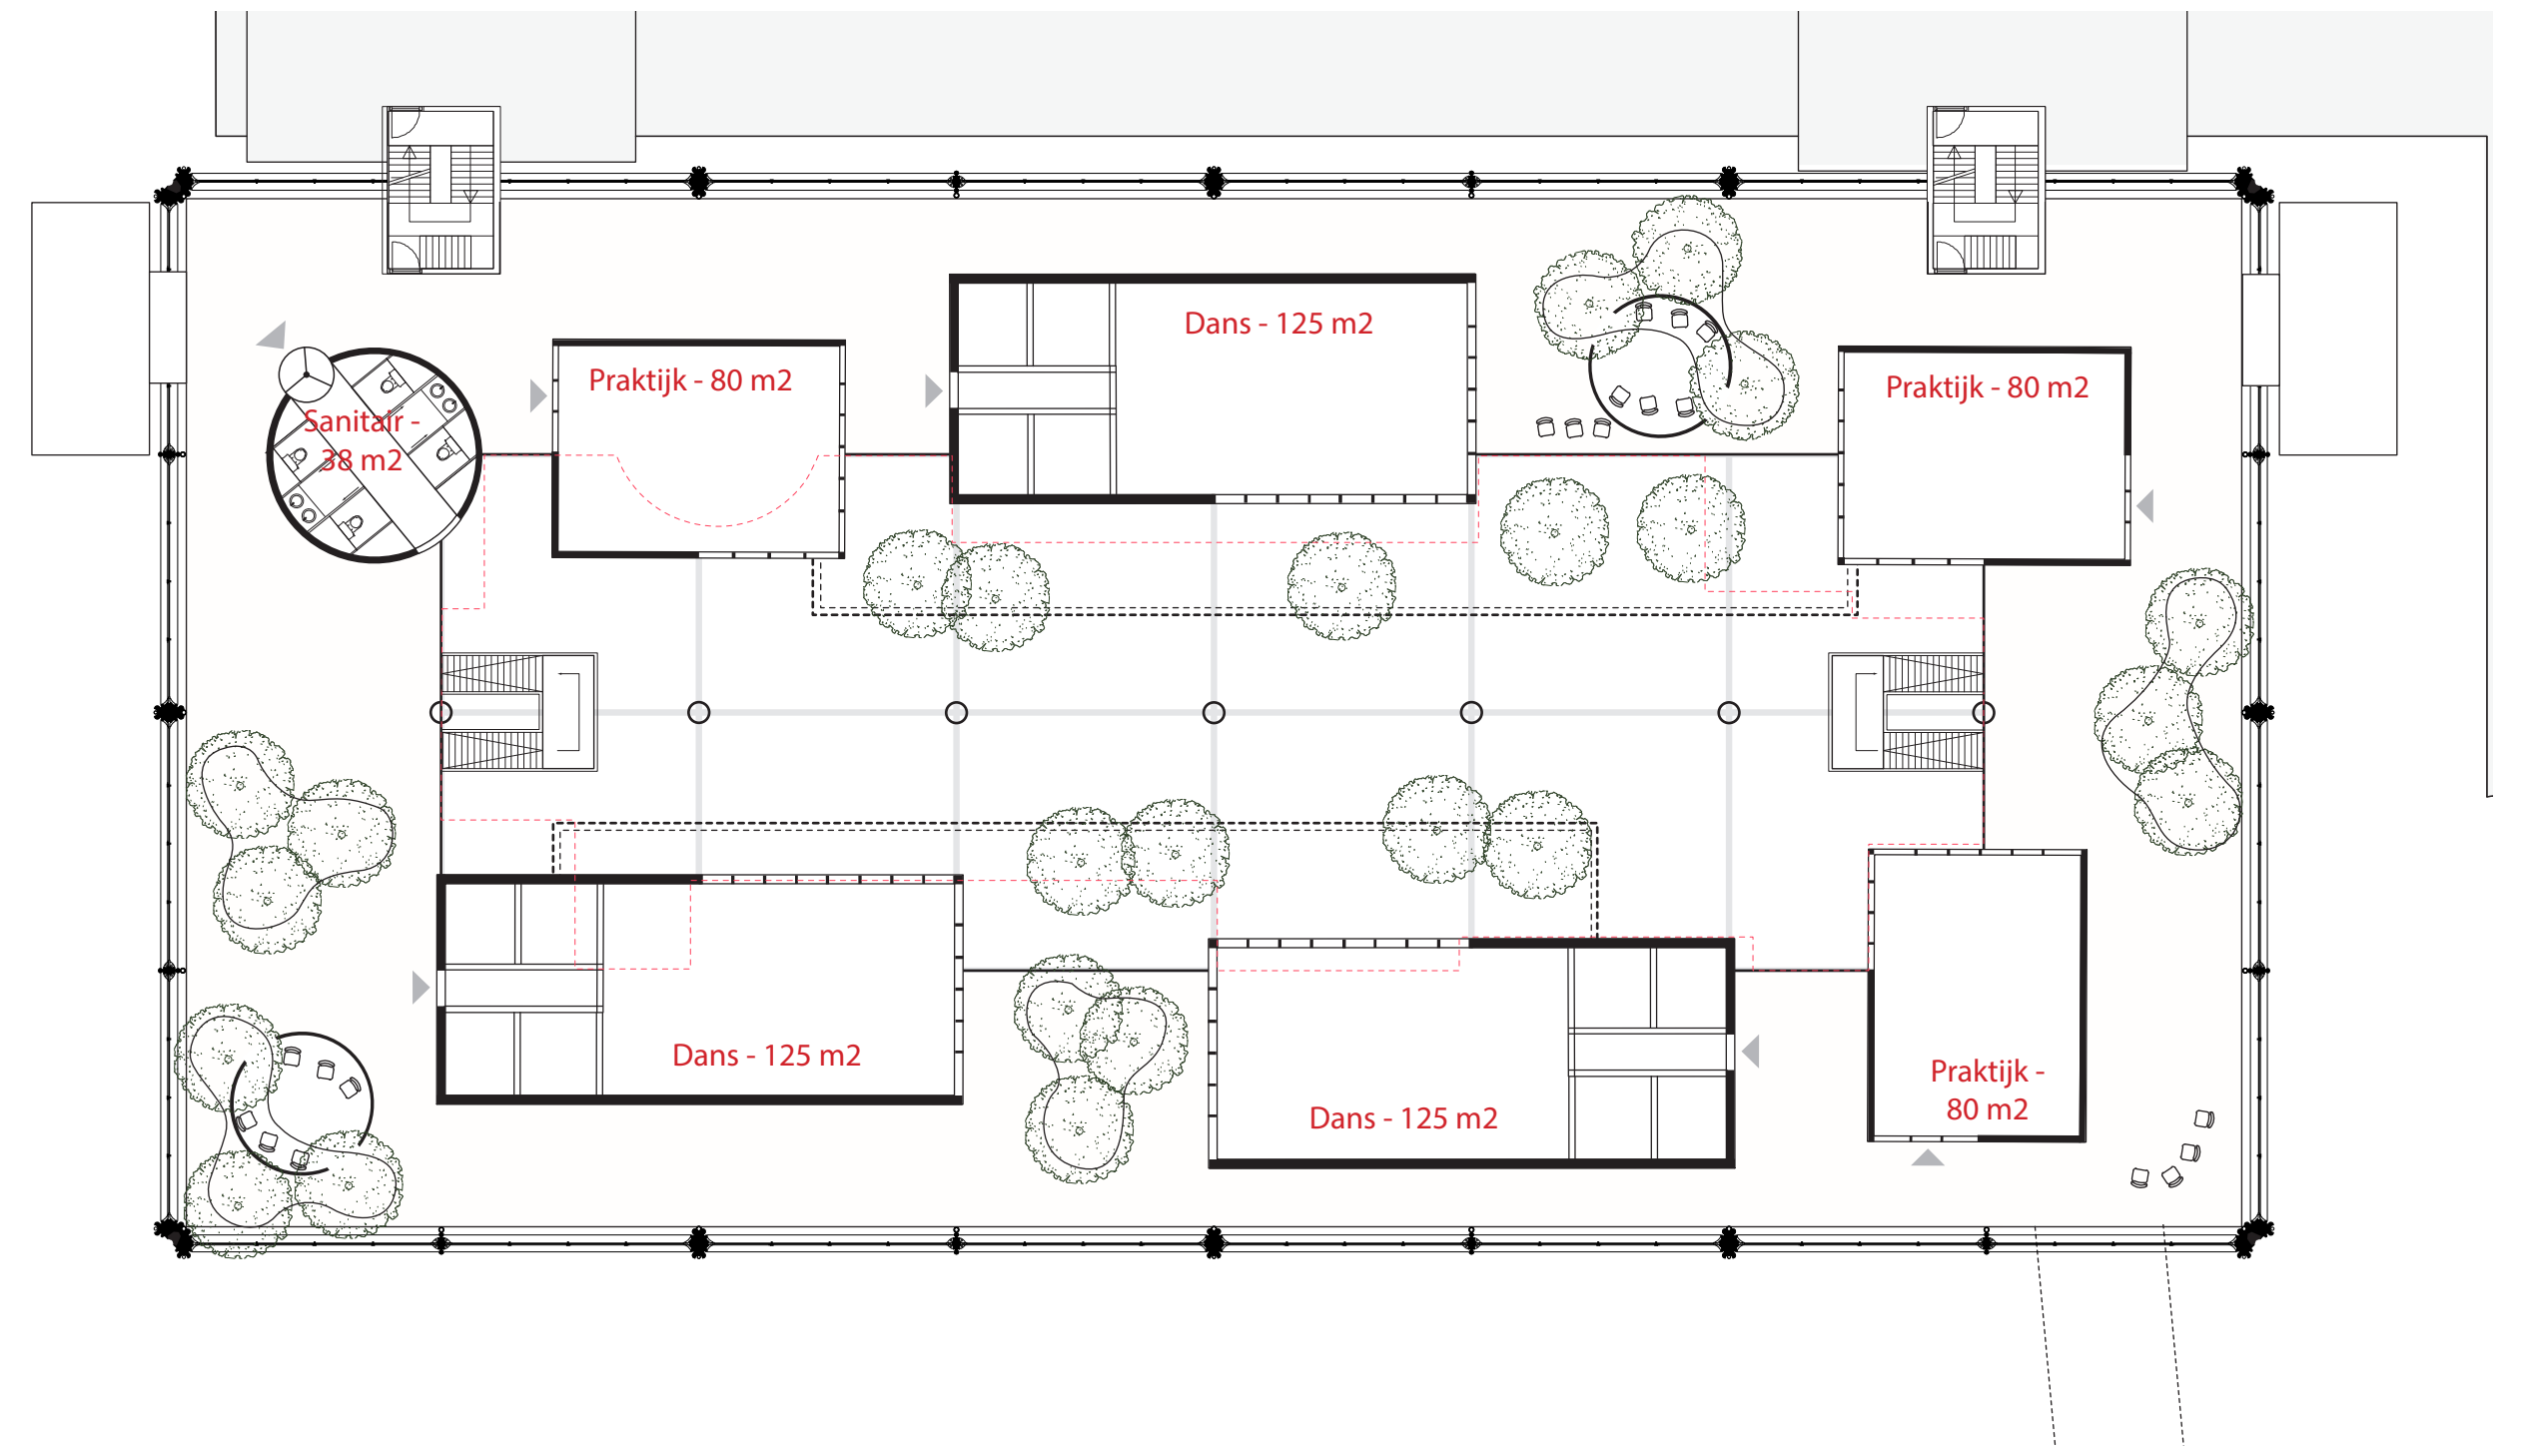 Dans - 125 m2
Praktijk - 80 m2
Praktijk - 80 m2
Sanitair -
38 m2
Dans - 125 m2
Praktijk -
80 m2
Dans - 125 m2